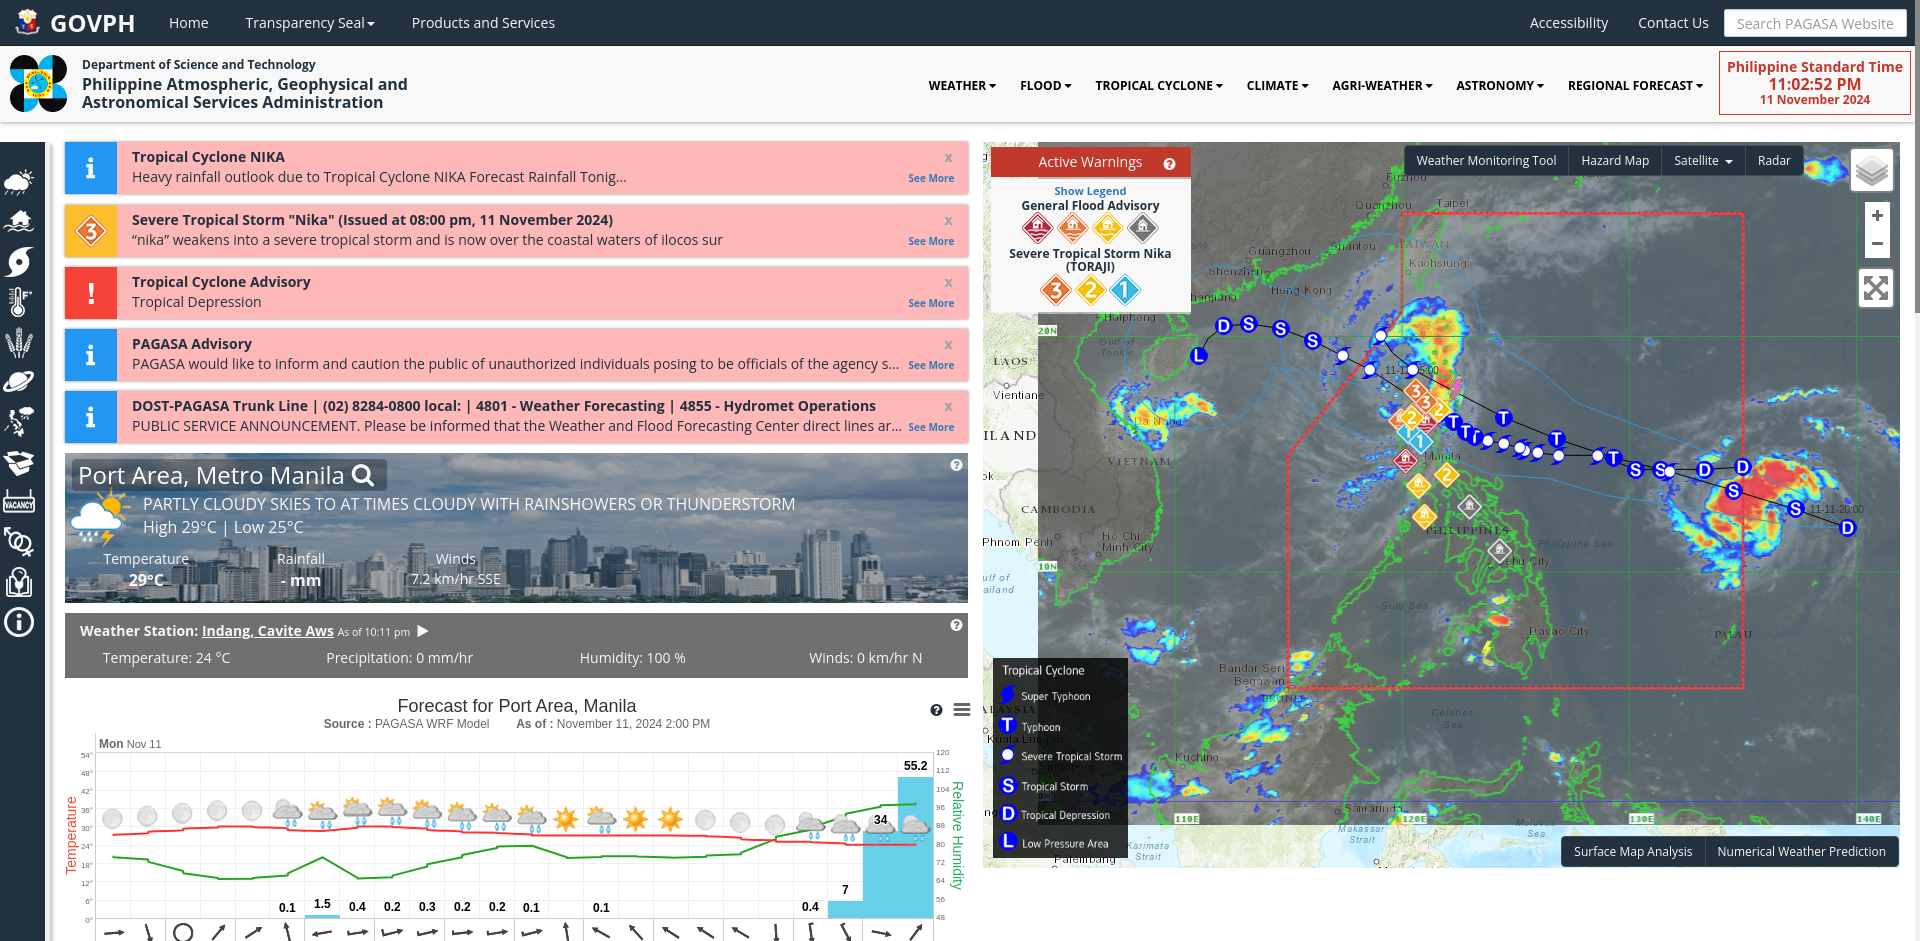 GOVPH
Home
Transparency Seal
Products and Services
Accessibility
Contact Us
Search PAGASA Website
Department of Science and Technology
Philippine Atmospheric, Geophysical and
Astronomical Services Administration
WEATHER
FLOOD
TROPICAL CYCLONE
CLIMATE
AGRI-WEATHER
ASTRONOMY
REGIONAL FORECAST
Philippine Standard Time
11:02:52 PM
11 November 2024
Tropical Cyclone NIKA
x
Heavy rainfall outlook due to Tropical Cyclone NIKA Forecast Rainfall Tonig...
See More
3
Severe Tropical Storm "Nika" (Issued at 08:00 pm, 11 November 2024)
x
“nika” weakens into a severe tropical storm and is now over the coastal waters of ilocos sur
See More
Tropical Cyclone Advisory
x
Tropical Depression
See More
PAGASA Advisory
x
PAGASA would like to inform and caution the public of unauthorized individuals posing to be officials of the agency s...
See More
DOST-PAGASA Trunk Line | (02) 8284-0800 local: | 4801 - Weather Forecasting | 4855 - Hydromet Operations
x
PUBLIC SERVICE ANNOUNCEMENT. Please be informed that the Weather and Flood Forecasting Center direct lines ar...
See More
VACANCY
Port Area, Metro Manila
PARTLY CLOUDY SKIES TO AT TIMES CLOUDY WITH RAINSHOWERS OR THUNDERSTORM
High 29°C | Low 25°C
Temperature
29°C
Rainfall
- mm
Winds
7.2 km/hr SSE
Weather Station: Indang, Cavite Aws As of 10:11 pm
Temperature: 24 °C
Precipitation: 0 mm/hr
Humidity: 100 %
Winds: 0 km/hr N
Forecast for Port Area, Manila
Source : PAGASA WRF Model As of : November 11, 2024 2:00 PM
Mon Nov 11
Temperature
54°
48°
42°
36°
30°
24°
18°
12°
6°
0°
0.1
1.5
0.4
0.2
0.3
0.2
0.2
0.1
0.1
0.4
7
34
55.2
120
112
104
96
88
80
72
64
56
48
Relative Humidity
Active Warnings
Show Legend
General Flood Advisory
Severe Tropical Storm Nika
(TORAJI)
3
2
1
Weather Monitoring Tool
Hazard Map
Satellite
Radar
+
−
Fuzhou
Quanzhou
Taipei
TAIWAN
Kaohsiung
Guangzhou
Shantou
Shenzhen
Hong Kong
Zhanjiang
Haiphong
20N
Gulf of
Tonkin
LAOS
Vientiane
Da Nang
VIETNAM
CAMBODIA
Phnom Penh
Ho Chi
Minh City
10N
Manila
PHILIPPINES
Philippine Sea
Cebu City
Sulu Sea
Davao City
PALAU
11-11-20:00
Bandar Seri
Begawan
BRUNEI
Celebes
Sea
Kuching
Samarinda
110E
120E
130E
140E
Makassar
Strait
Molucca
Sea
Karimata
Strait
Palembang
Tropical Cyclone
Super Typhoon
T Typhoon
Severe Tropical Storm
S Tropical Storm
D Tropical Depression
L Low Pressure Area
Surface Map Analysis
Numerical Weather Prediction